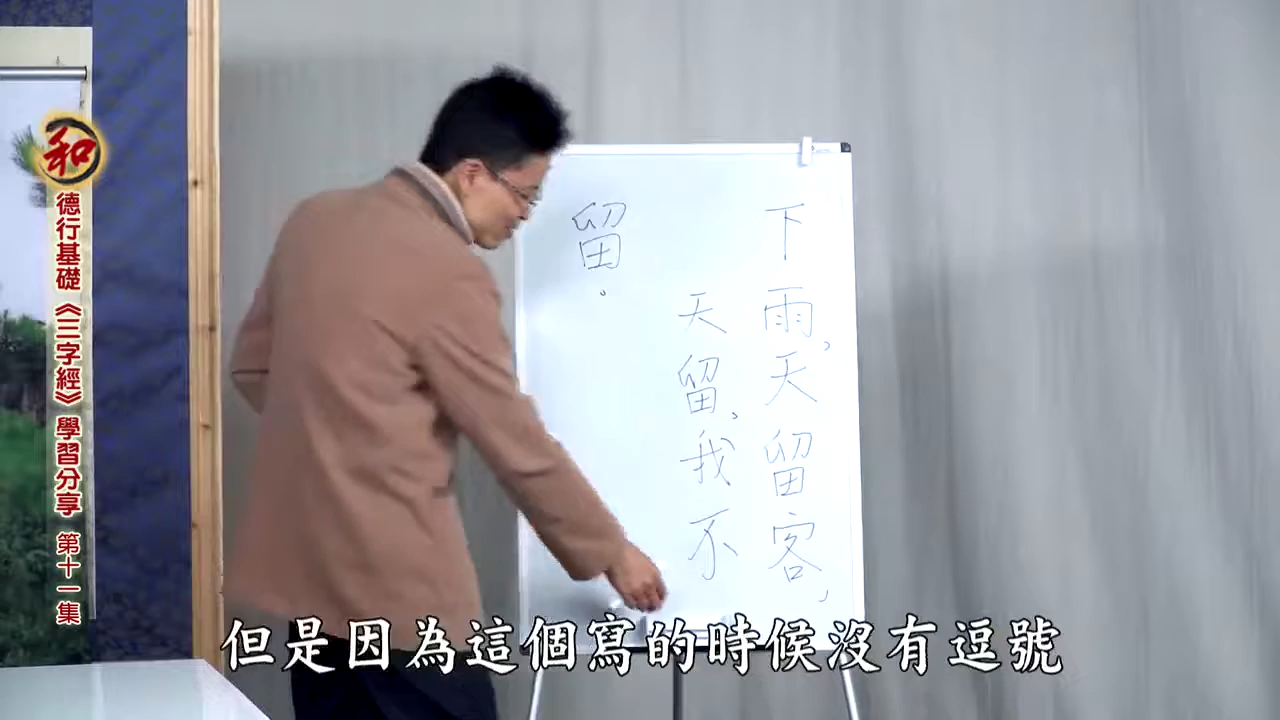 和
德行基礎《三字經》學習分享 第十一集
下雨,天留客,
天留,我不
留.
但是因為這個寫的時候沒有逗號